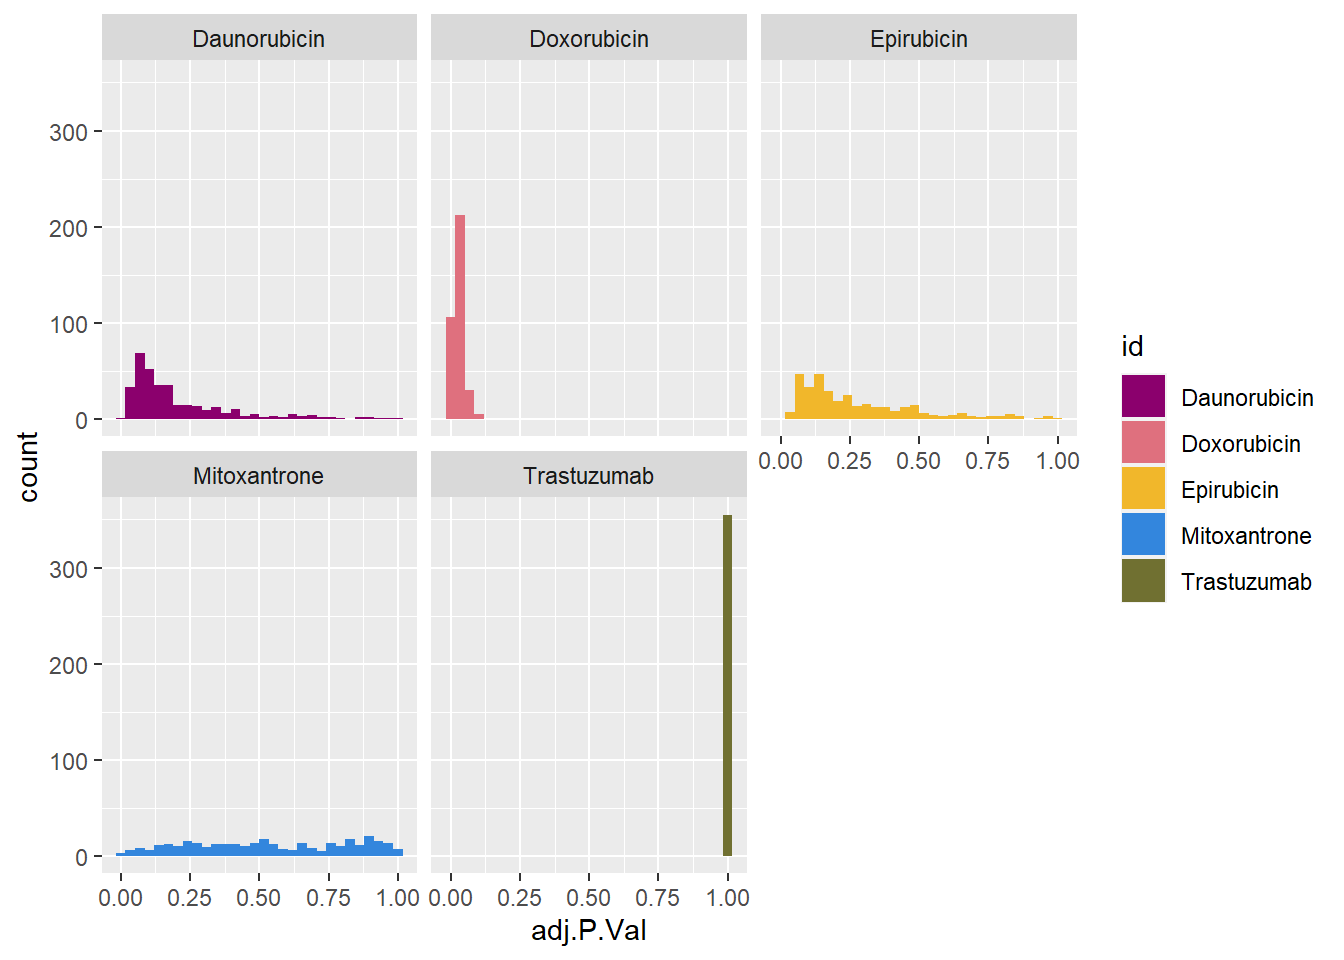 Daunorubicin Doxorubicin Epirubicin
300
200
100
0
0.00 0.25 0.50 0.75 1.00
Mitoxantrone Trastuzumab
300
200
100
0
0.00 0.25 0.50 0.75 1.00 0.00 0.25 0.50 0.75 1.00
adj.P.Val
count
id
Daunorubicin
Doxorubicin
Epirubicin
Mitoxantrone
Trastuzumab